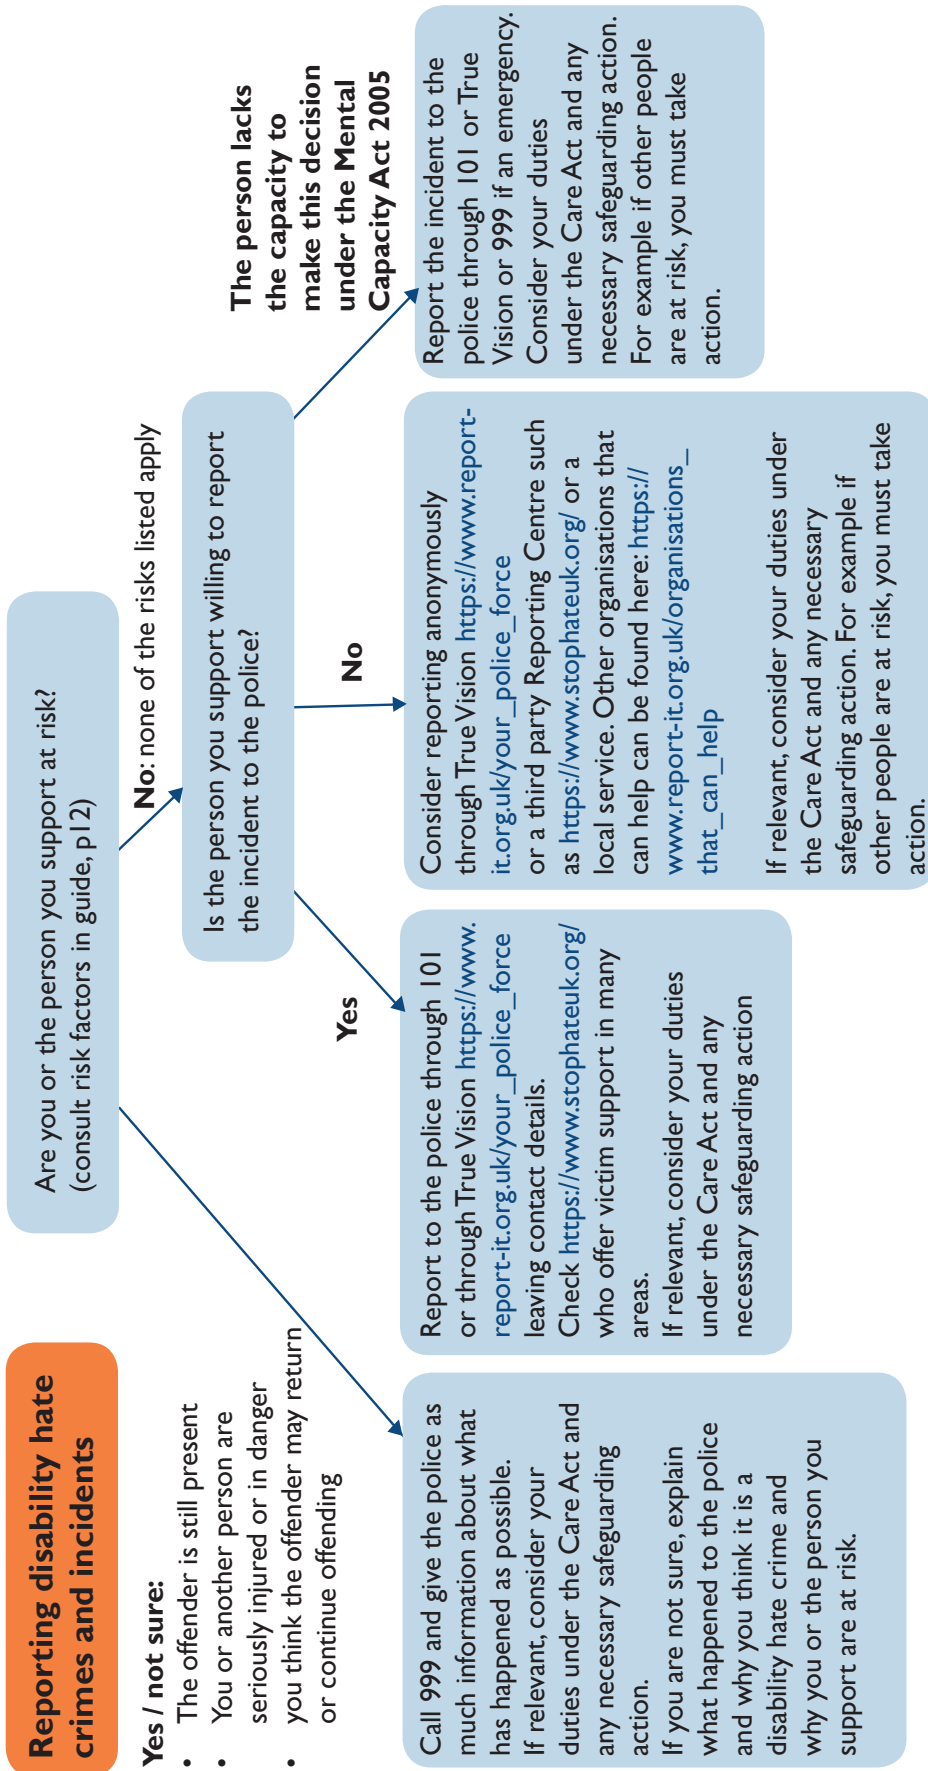 Reporting disability hate
crimes and incidents
Are you or the person you support at risk?
(consult risk factors in guide, p12)
Yes / not sure:
• The offender is still present
• You or another person are
seriously injured or in danger
• you think the offender may return
or continue offending
No: none of the risks listed apply
Is the person you support willing to report
the incident to the police?
Yes
No
The person lacks
the capacity to
make this decision
under the Mental
Capacity Act 2005
Call 999 and give the police as
much information about what
has happened as possible.
If relevant, consider your
duties under the Care Act and
any necessary safeguarding
action.
If you are not sure, explain
what happened to the police
and why you think it is a
disability hate crime and
why you or the person you
support are at risk.
Report to the police through 101
or through True Vision https://www.
report-it.org.uk/your_police_force
leaving contact details.
Check https://www.stophateuk.org/
who offer victim support in many
areas.
If relevant, consider your duties
under the Care Act and any
necessary safeguarding action
Consider reporting anonymously
through True Vision https://www.report-
it.org.uk/your_police_force
or a third party Reporting Centre such
as https://www.stophateuk.org/ or a
local service. Other organisations that
can help can be found here: https://
www.report-it.org.uk/organisations_
that_can_help
If relevant, consider your duties under
the Care Act and any necessary
safeguarding action. For example if
other people are at risk, you must take
action.
Report the incident to the
police through 101 or True
Vision or 999 if an emergency.
Consider your duties
under the Care Act and any
necessary safeguarding action.
For example if other people
are at risk, you must take
action.